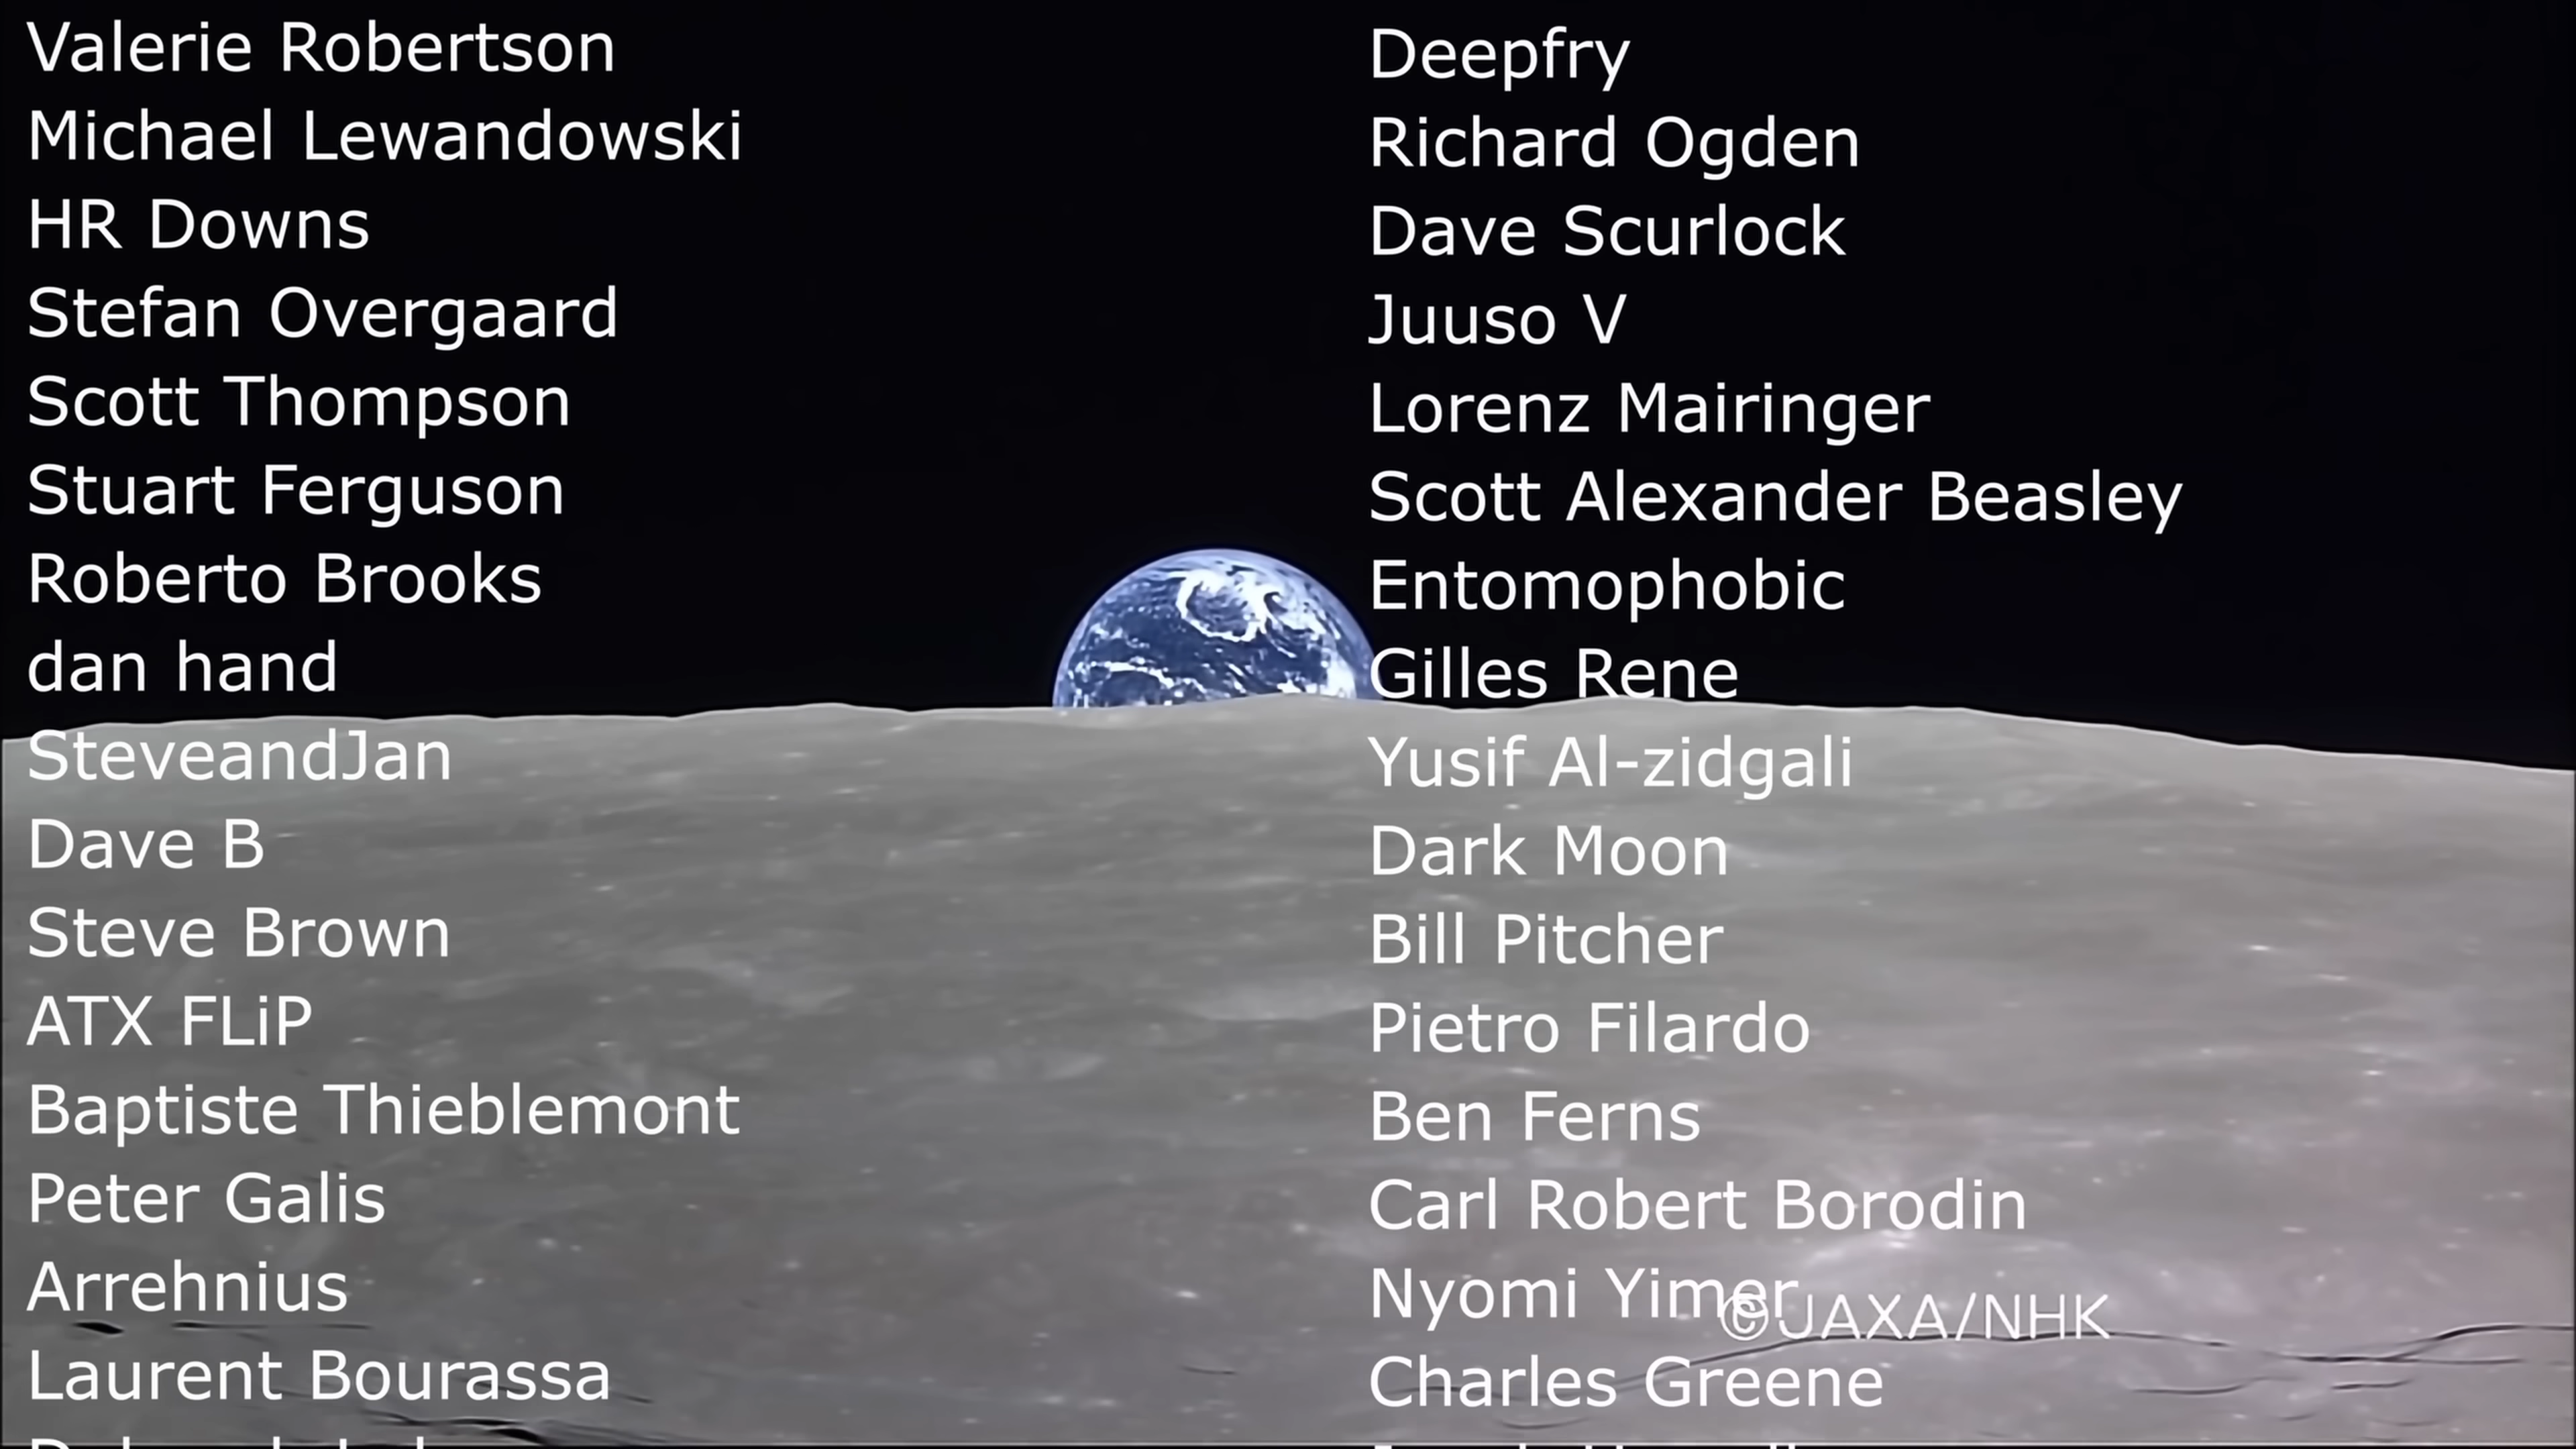 Valerie Robertson
Michael Lewandowski
HR Downs
Stefan Overgaard
Scott Thompson
Stuart Ferguson
Roberto Brooks
dan hand
SteveandJan
Dave B
Steve Brown
ATX FLiP
Baptiste Thieblemont
Peter Galis
Arrehnius
Laurent Bourassa
Deepfry
Richard Ogden
Dave Scurlock
Juuso V
Lorenz Mairinger
Scott Alexander Beasley
Entomophobic
Gilles Rene
Yusif Al-zidgali
Dark Moon
Bill Pitcher
Pietro Filardo
Ben Ferns
Carl Robert Borodin
Nyomi Yimer
©JAXA/NHK
Charles Greene